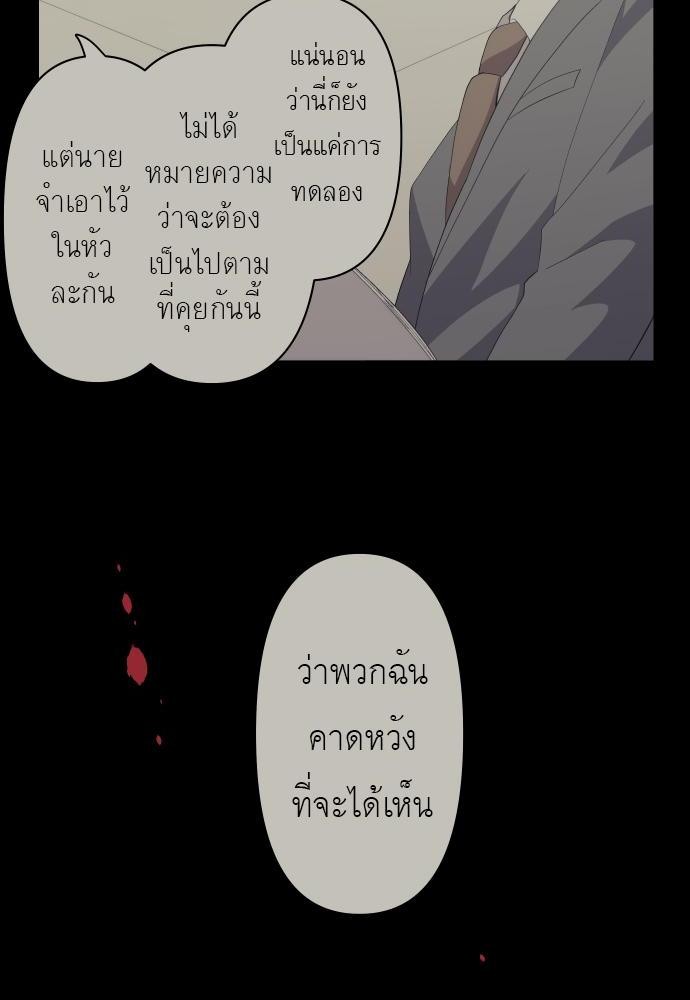 แน่นอน
ว่านี่ก็ยัง
เป็นแค่การ
ทดลอง
ไม่ได้
หมายความ
ว่าจะต้อง
เป็นไปตาม
ที่คุยกันนี้
แต่นาย
จำเอาไว้
ในหัว
ละกัน
ว่าพวกฉัน
คาดหวัง
ที่จะได้เห็น